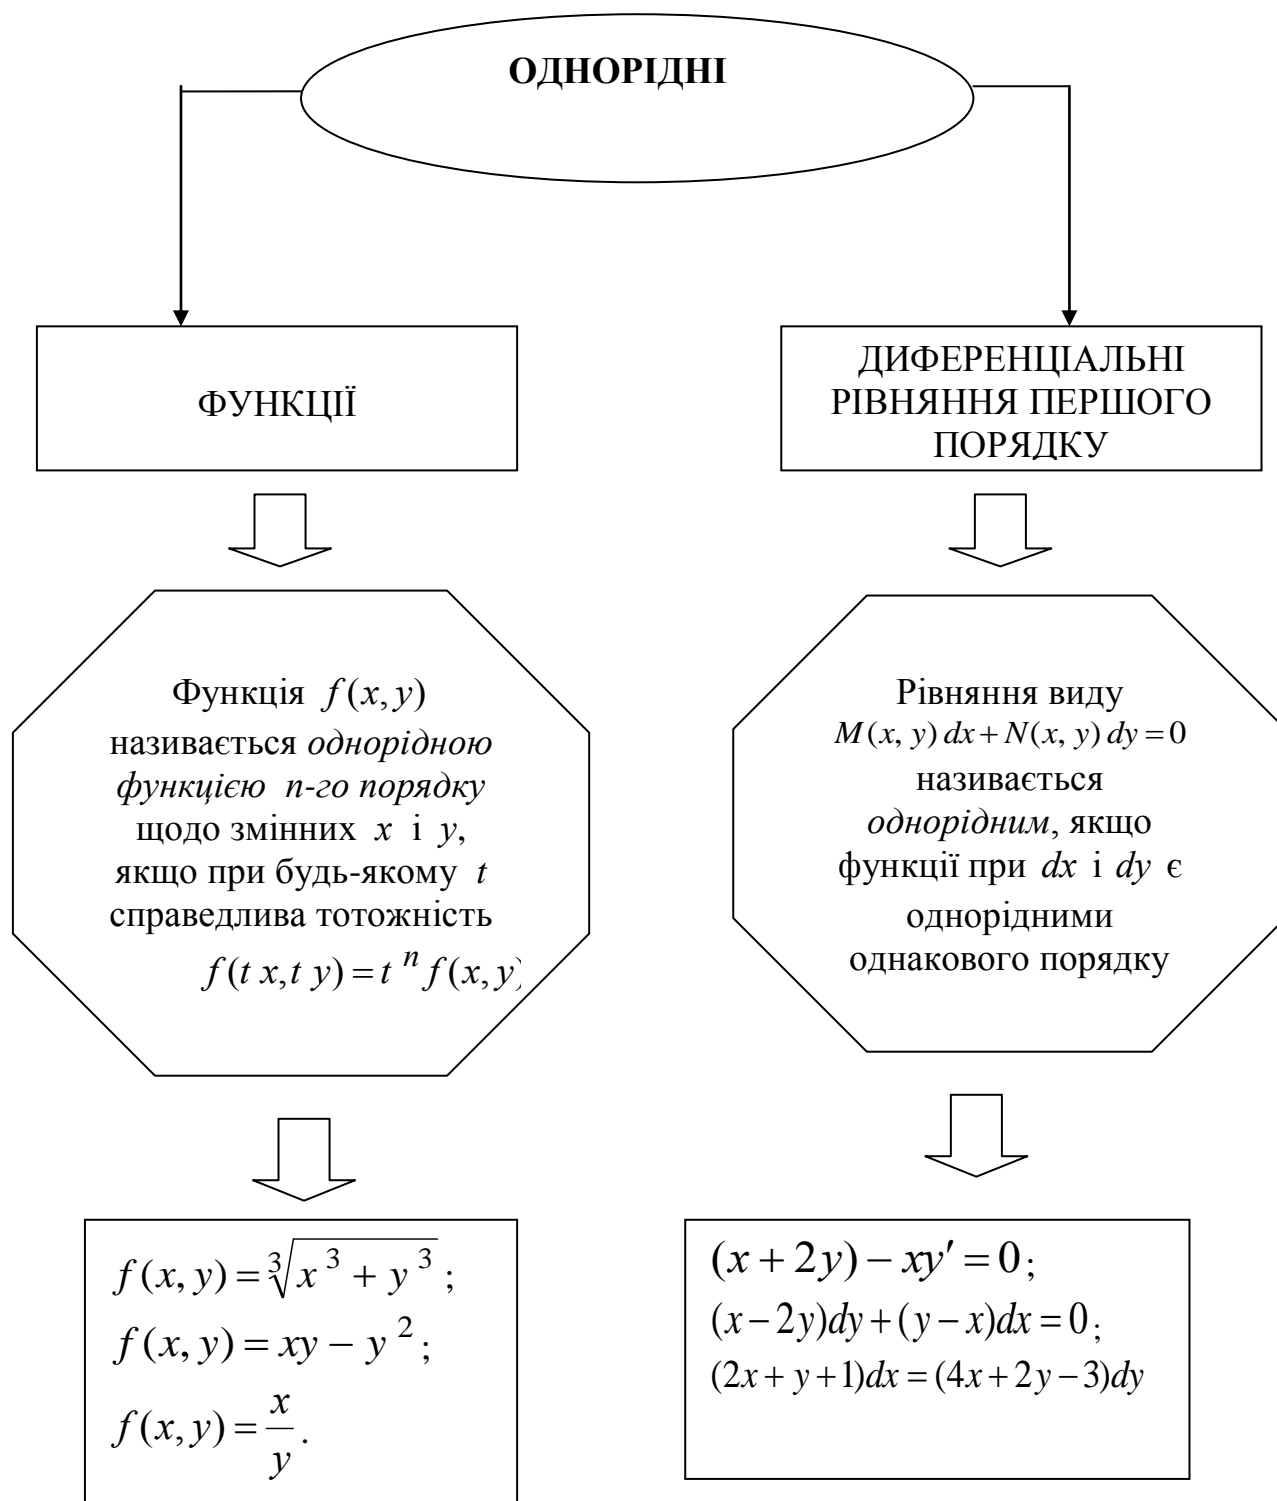 ОДНОРІДНІ
ФУНКЦІЇ
ДИФЕРЕНЦІАЛЬНІ
РІВНЯННЯ ПЕРШОГО
ПОРЯДКУ
Функція f(x, y)
називається однорідною
функцією n-го порядку
щодо змінних x і y,
якщо при будь-якому t
справедлива тотожність
f(t x, t y) = t^n f(x, y)
Рівняння виду
M(x, y) dx + N(x, y) dy = 0
називається
однорідним, якщо
функції при dx і dy є
однорідними
однакового порядку
f(x, y) = ∛(x³ + y³);
f(x, y) = xy − y²;
f(x, y) = x/y.
(x + 2y) − xy′ = 0;
(x − 2y)dy + (y − x)dx = 0;
(2x + y + 1)dx = (4x + 2y − 3)dy